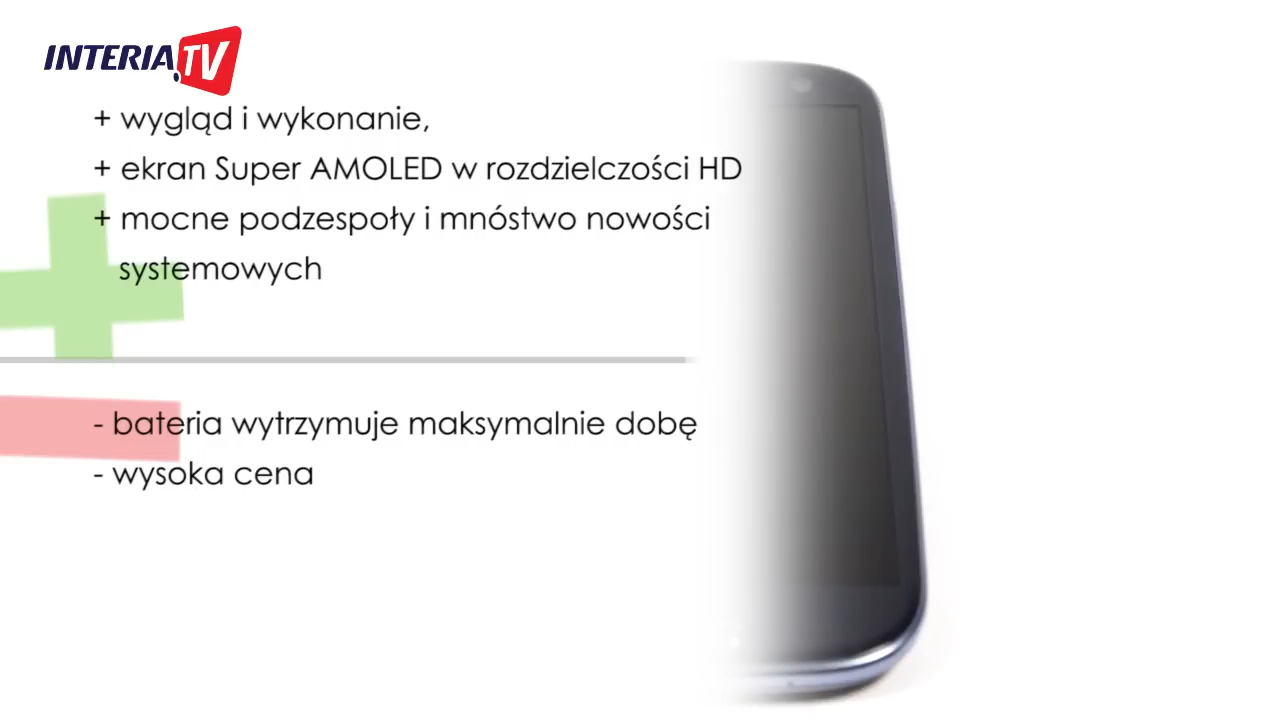 INTERIA.TV
+ wygląd i wykonanie,
+ ekran Super AMOLED w rozdzielczości HD
+ mocne podzespoły i mnóstwo nowości
systemowych
- bateria wytrzymuje maksymalnie dobę
- wysoka cena